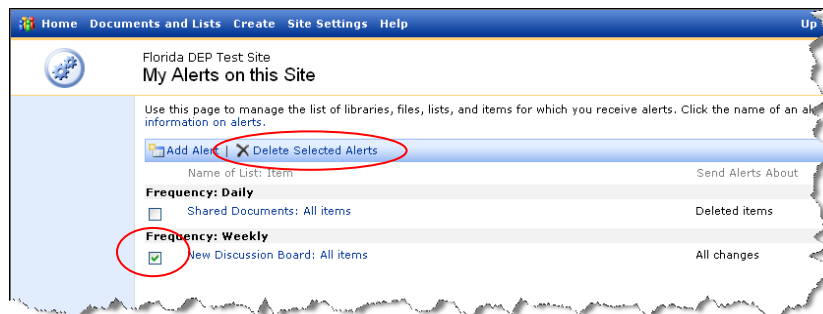 Home Documents and Lists Create Site Settings Help Up
Florida DEP Test Site
My Alerts on this Site
Use this page to manage the list of libraries, files, lists, and items for which you receive alerts. Click the name of an
information on alerts.
Add Alert | Delete Selected Alerts
Name of List: Item Send Alerts About
Frequency: Daily
Shared Documents: All items Deleted items
Frequency: Weekly
New Discussion Board: All items All changes